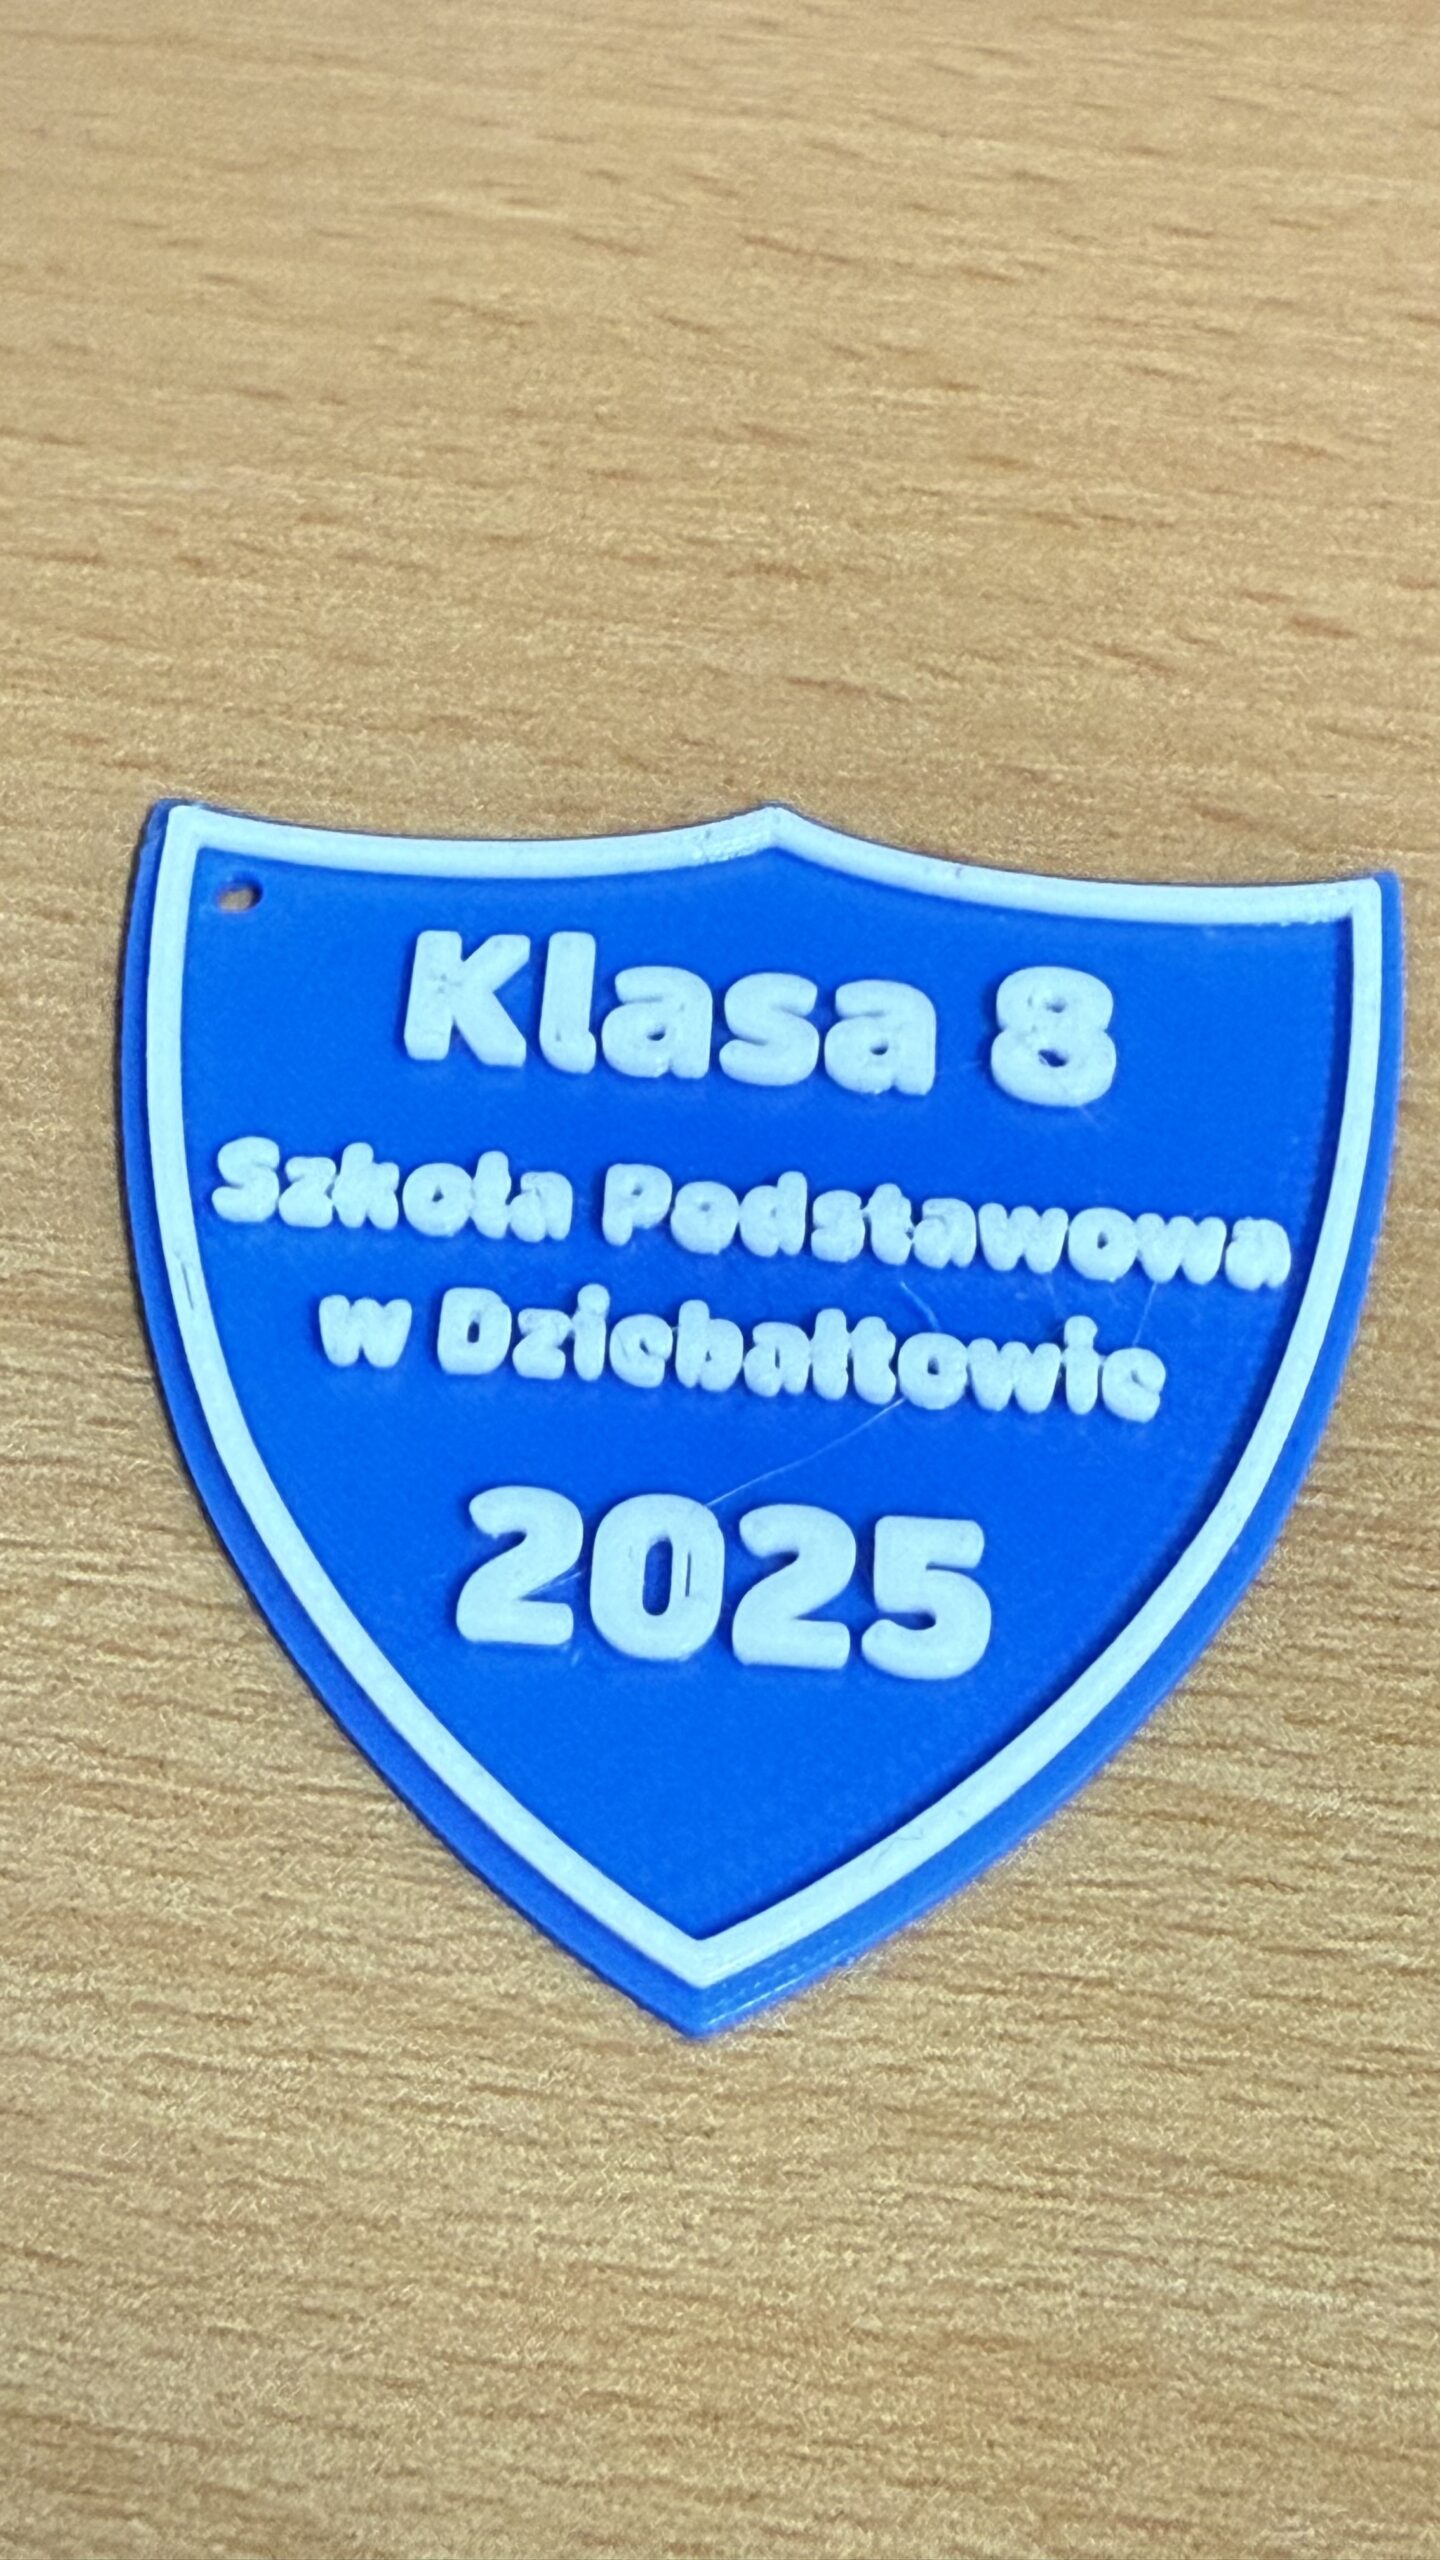 Klasa 8
Szkoła Podstawowa
w Dziebałtowie
2025